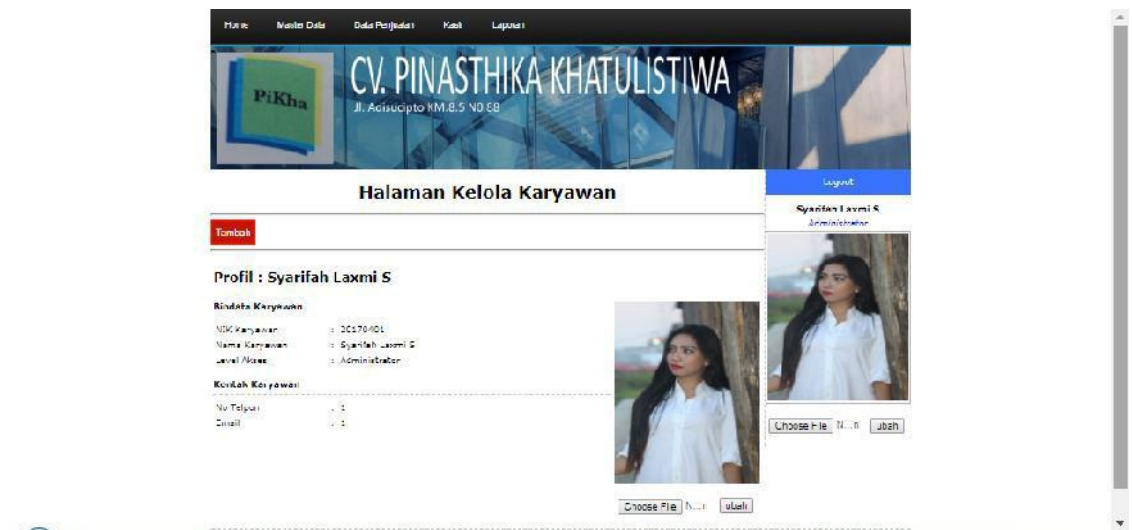 Home Master Data Data Penjualan Kasir Laporan
PiKha
CV. PINASTHIKA KHATULISTIWA
Jl. Adisucipto KM.8.5 N0 88
Logout
Halaman Kelola Karyawan
Syarifah Laxmi S
Administrator
Tambah
Profil : Syarifah Laxmi S
Biodata Karyawan
NIK Karyawan : 20170401
Nama Karyawan : Syarifah Laxmi S
Level Akses : Administrator
Kontak Karyawan
No Telpon : 1
Email : 1
Choose File N...n ubah
Choose File N...n ubah